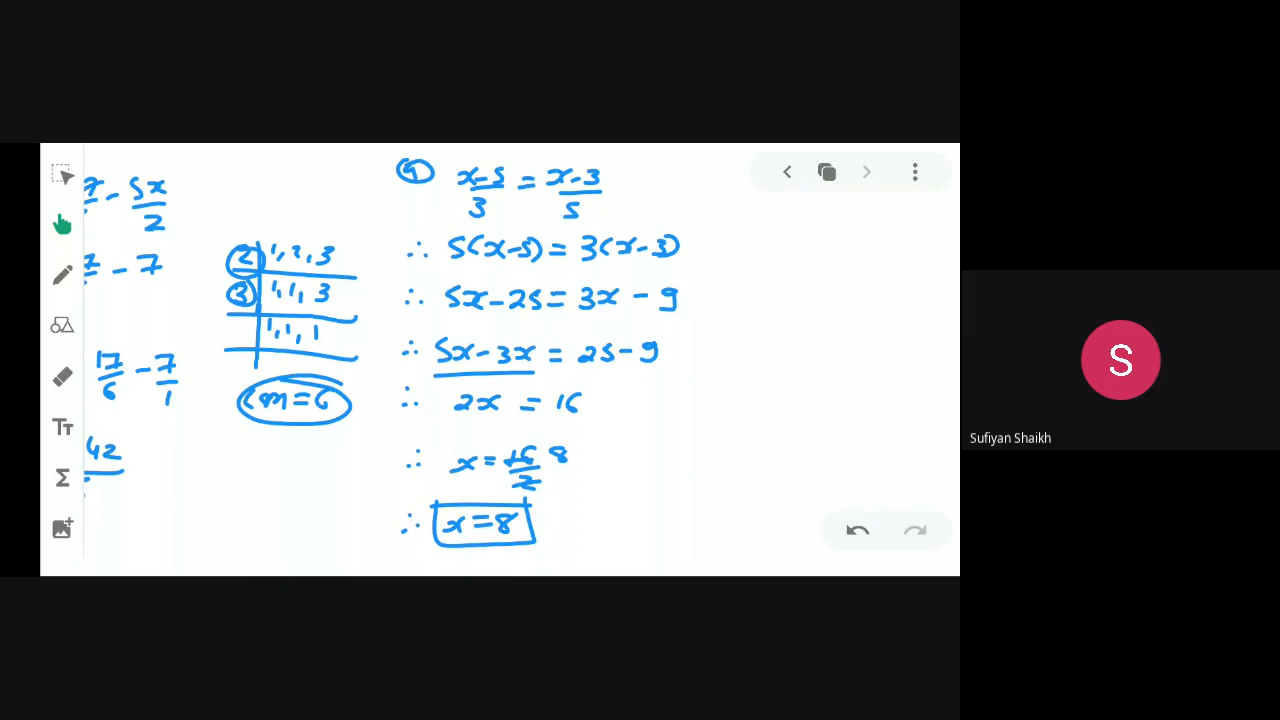 - 5x
2
- 7
17/6 - 7/1
42
2 | 1, 2, 3
3 | 1, 1, 3
| 1, 1, 1
Lcm = 6
(x-5)/3 = (x-3)/5
∴ 5(x-5) = 3(x-3)
∴ 5x-25 = 3x - 9
∴ 5x - 3x = 25 - 9
∴ 2x = 16
∴ x = 16/2 8
∴ x = 8
Tт
Σ
S
Sufiyan Shaikh